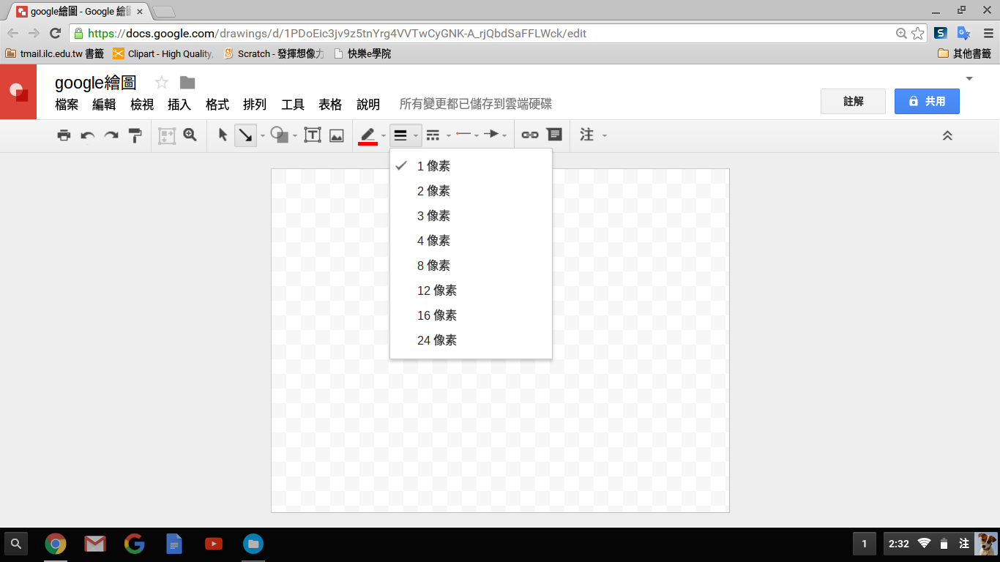 google繪圖 - Google 繪圖
https://docs.google.com/drawings/d/1PDoEic3jv9z5tnYrg4VVTwCyGNK-A_rjQbdSaFFLWck/edit
tmail.ilc.edu.tw 書籤 Clipart - High Quality, Scratch - 發揮想像力 快樂e學院 其他書籤
google繪圖
檔案 編輯 檢視 插入 格式 排列 工具 表格 說明 所有變更都已儲存到雲端硬碟
註解 共用
注
1 像素
2 像素
3 像素
4 像素
8 像素
12 像素
16 像素
24 像素
1 2:32 注